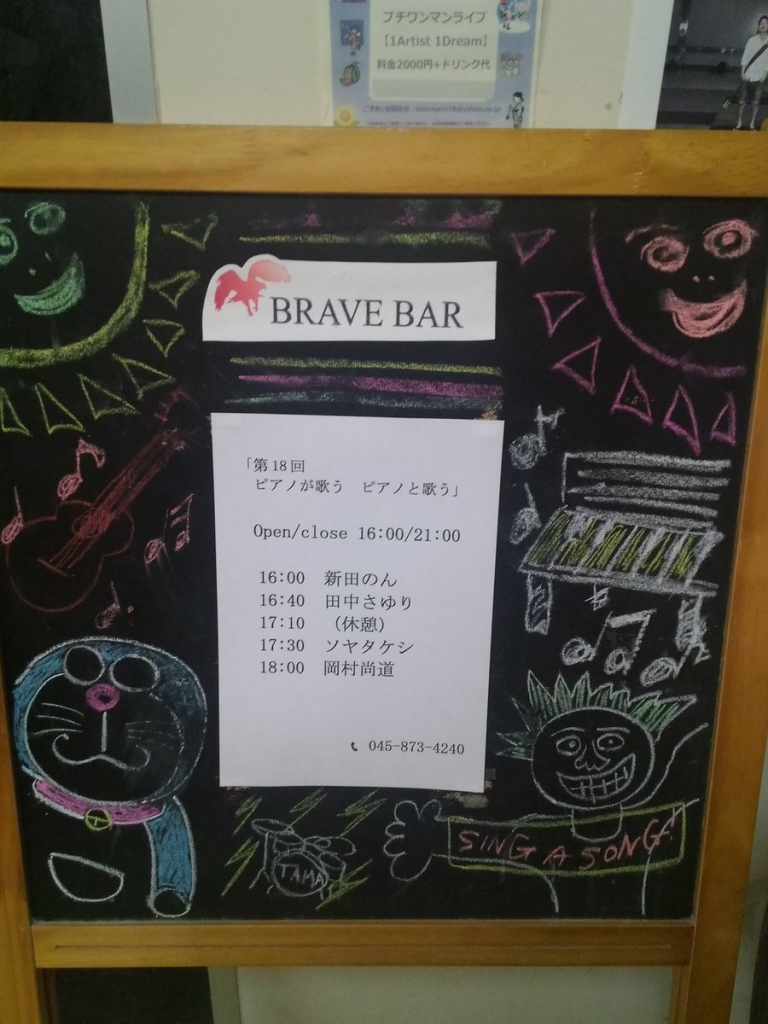 プチワンマンライブ
【1Artist 1Dream】
料金2000円+ドリンク代
BRAVE BAR
「第18回
ピアノが歌う　ピアノと歌う」
Open/close 16:00/21:00
16:00　新田のん
16:40　田中さゆり
17:10　（休憩）
17:30　ソヤタケシ
18:00　岡村尚道
045-873-4240
TAMA
SING A SONG!